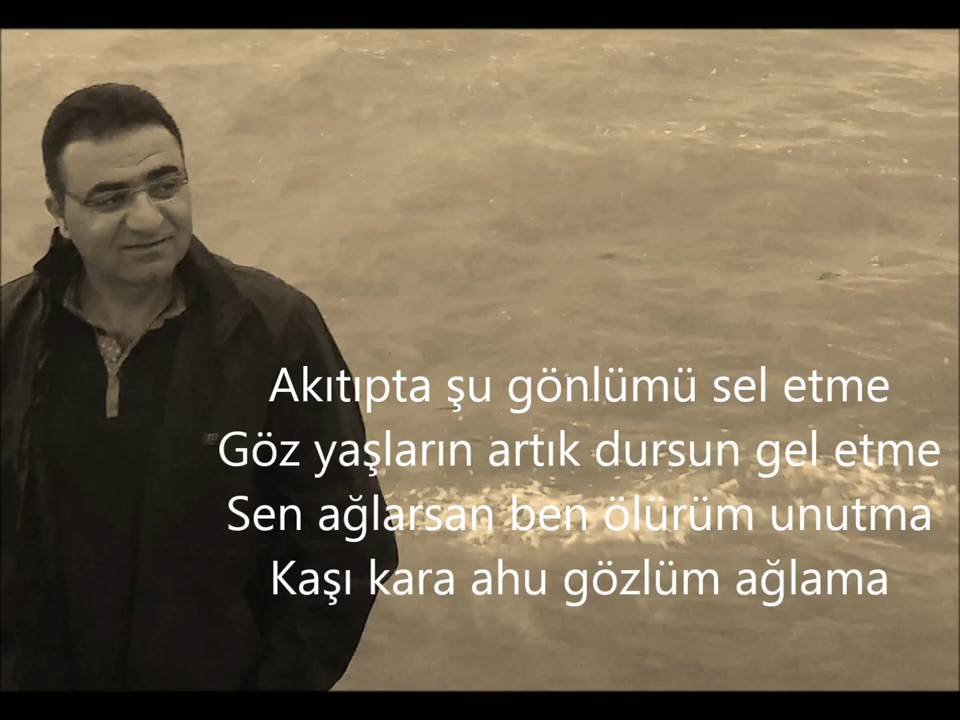 Akıtıpta şu gönlümü sel etme
Göz yaşların artık dursun gel etme
Sen ağlarsan ben ölürüm unutma
Kaşı kara ahu gözlüm ağlama